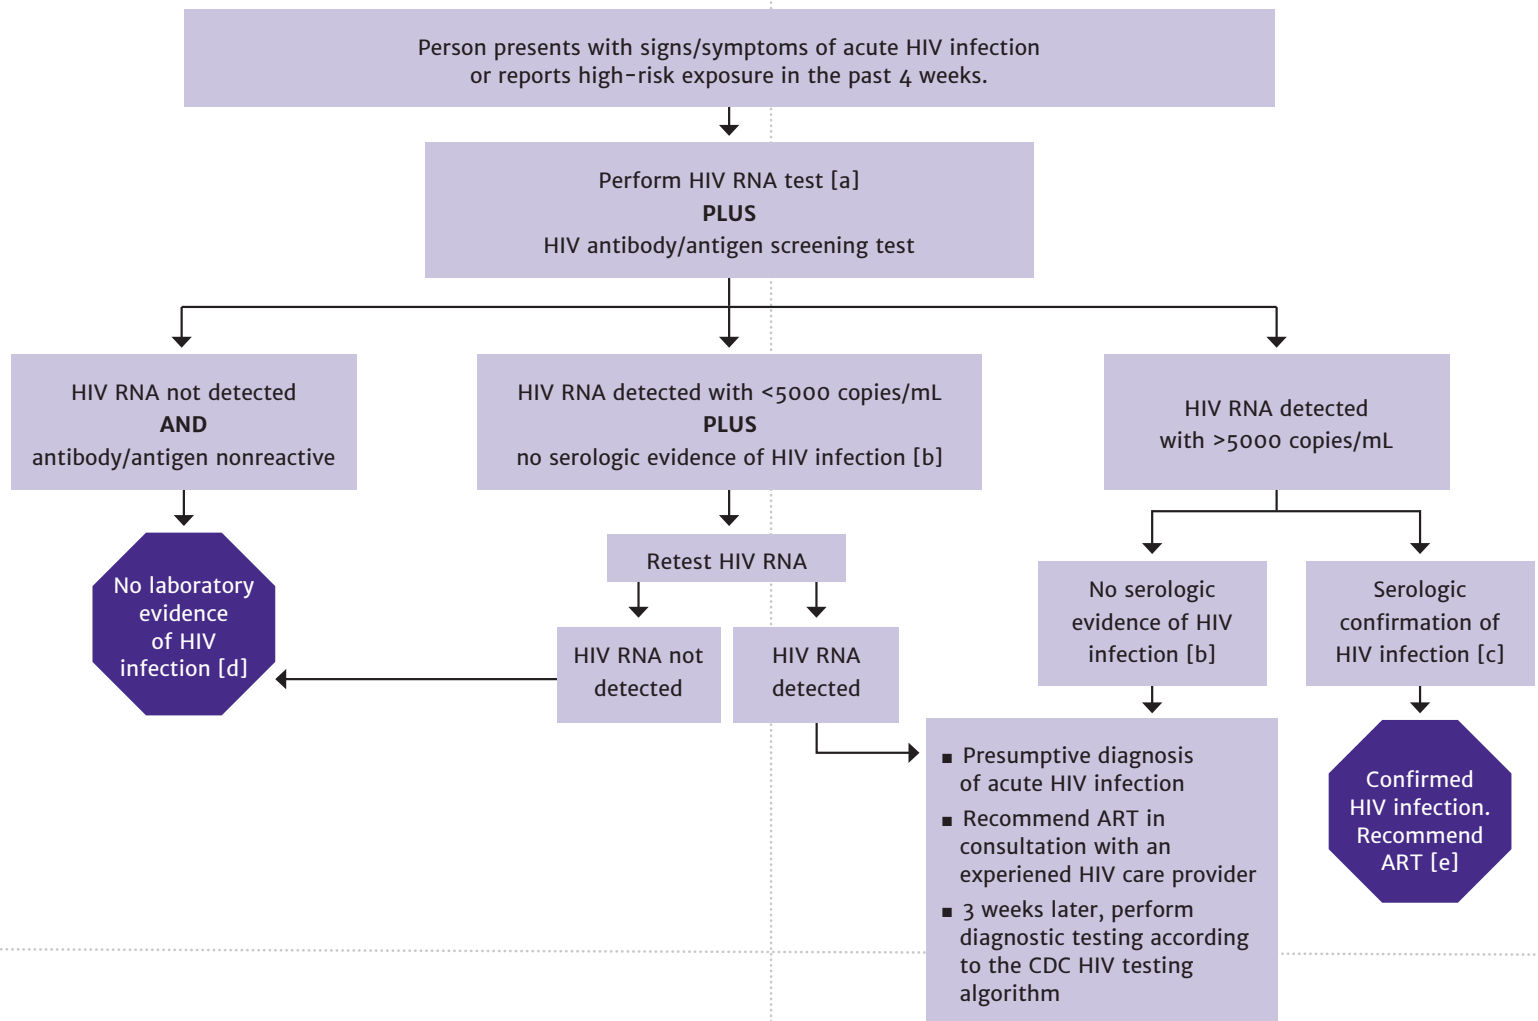 Person presents with signs/symptoms of acute HIV infection
or reports high-risk exposure in the past 4 weeks.
Perform HIV RNA test [a]
PLUS
HIV antibody/antigen screening test
HIV RNA not detected
AND
antibody/antigen nonreactive
HIV RNA detected with <5000 copies/mL
PLUS
no serologic evidence of HIV infection [b]
HIV RNA detected
with >5000 copies/mL
No laboratory
evidence
of HIV
infection [d]
Retest HIV RNA
HIV RNA not
detected
HIV RNA
detected
No serologic
evidence of HIV
infection [b]
Serologic
confirmation of
HIV infection [c]
▪ Presumptive diagnosis
of acute HIV infection
▪ Recommend ART in
consultation with an
experiened HIV care provider
▪ 3 weeks later, perform
diagnostic testing according
to the CDC HIV testing
algorithm
Confirmed
HIV infection.
Recommend
ART [e]